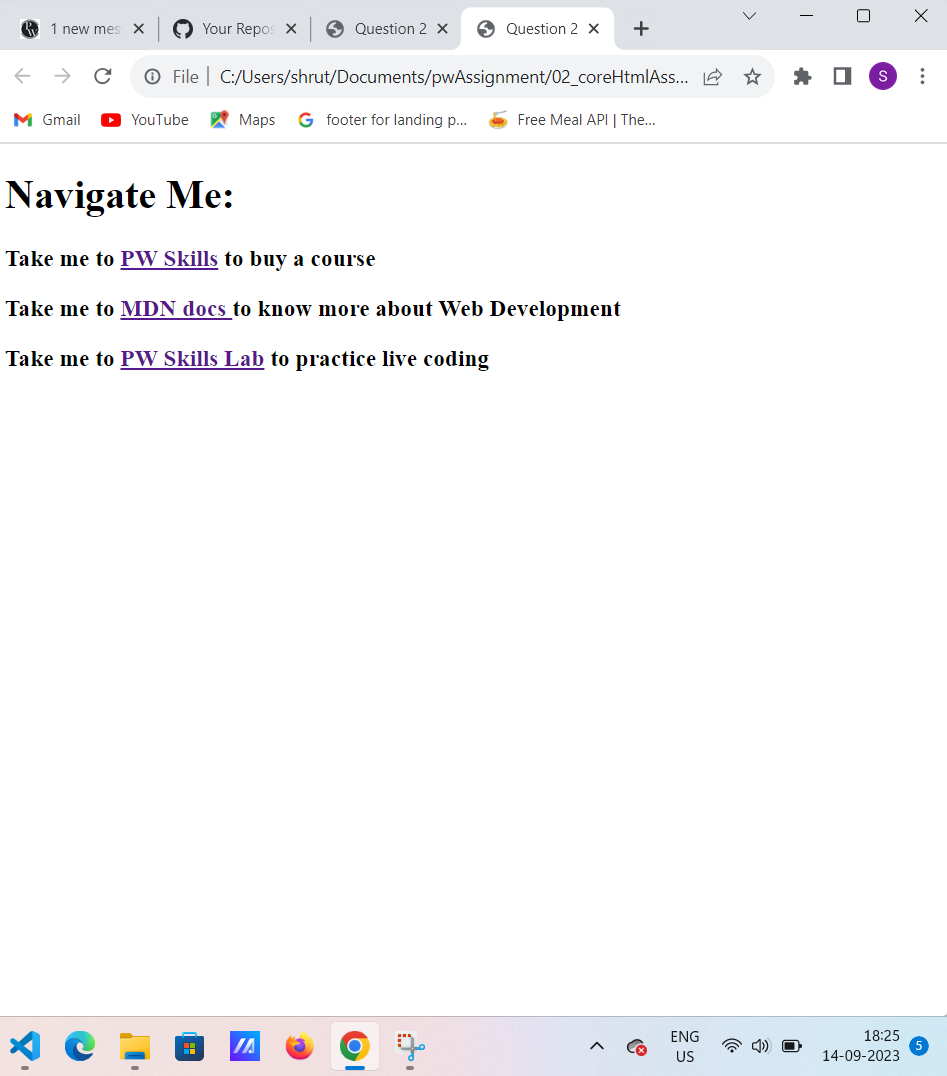 1 new mes
Your Repos
Question 2
Question 2
File
C:/Users/shrut/Documents/pwAssignment/02_coreHtmlAss...
S
Gmail
YouTube
Maps
footer for landing p...
Free Meal API | The...
Navigate Me:
Take me to PW Skills to buy a course
Take me to MDN docs to know more about Web Development
Take me to PW Skills Lab to practice live coding
ENG
US
18:25
14-09-2023
5